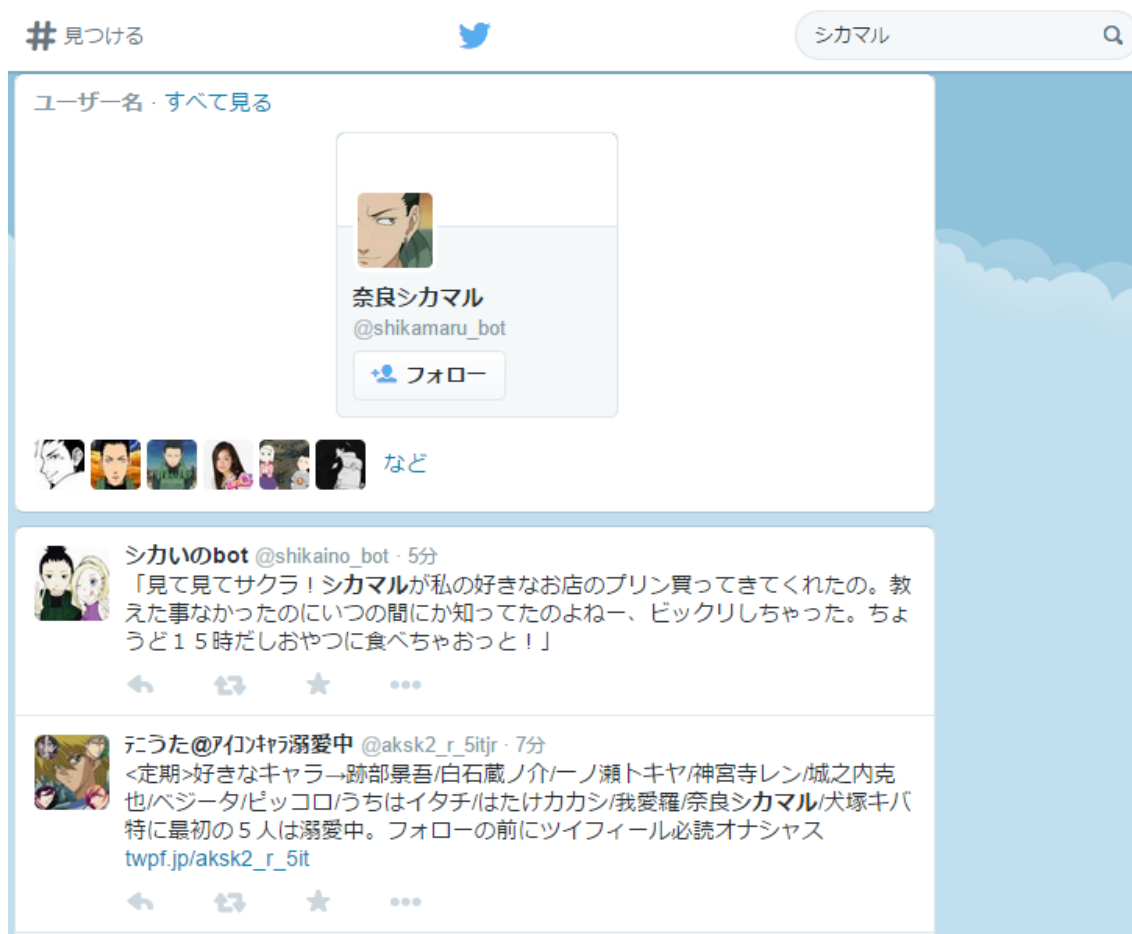 # 見つける
シカマル
ユーザー名 · すべて見る
奈良シカマル
@shikamaru_bot
フォロー
など
シカいのbot @shikaino_bot · 5分
「見て見てサクラ！シカマルが私の好きなお店のプリン買ってきてくれたの。教
えた事なかったのにいつの間にか知ってたのよねー、ビックリしちゃった。ちょ
うど１５時だしおやつに食べちゃおっと！」
ﾃﾆうた@ｱｲｺﾝｷｬﾗ溺愛中 @aksk2_r_5itjr · 7分
<定期>好きなキャラ→跡部景吾/白石蔵ノ介/一ノ瀬トキヤ/神宮寺レン/城之内克
也/ベジータ/ピッコロ/うちはイタチ/はたけカカシ/我愛羅/奈良シカマル/犬塚キバ
特に最初の５人は溺愛中。フォローの前にツイフィール必読オナシャス
twpf.jp/aksk2_r_5it